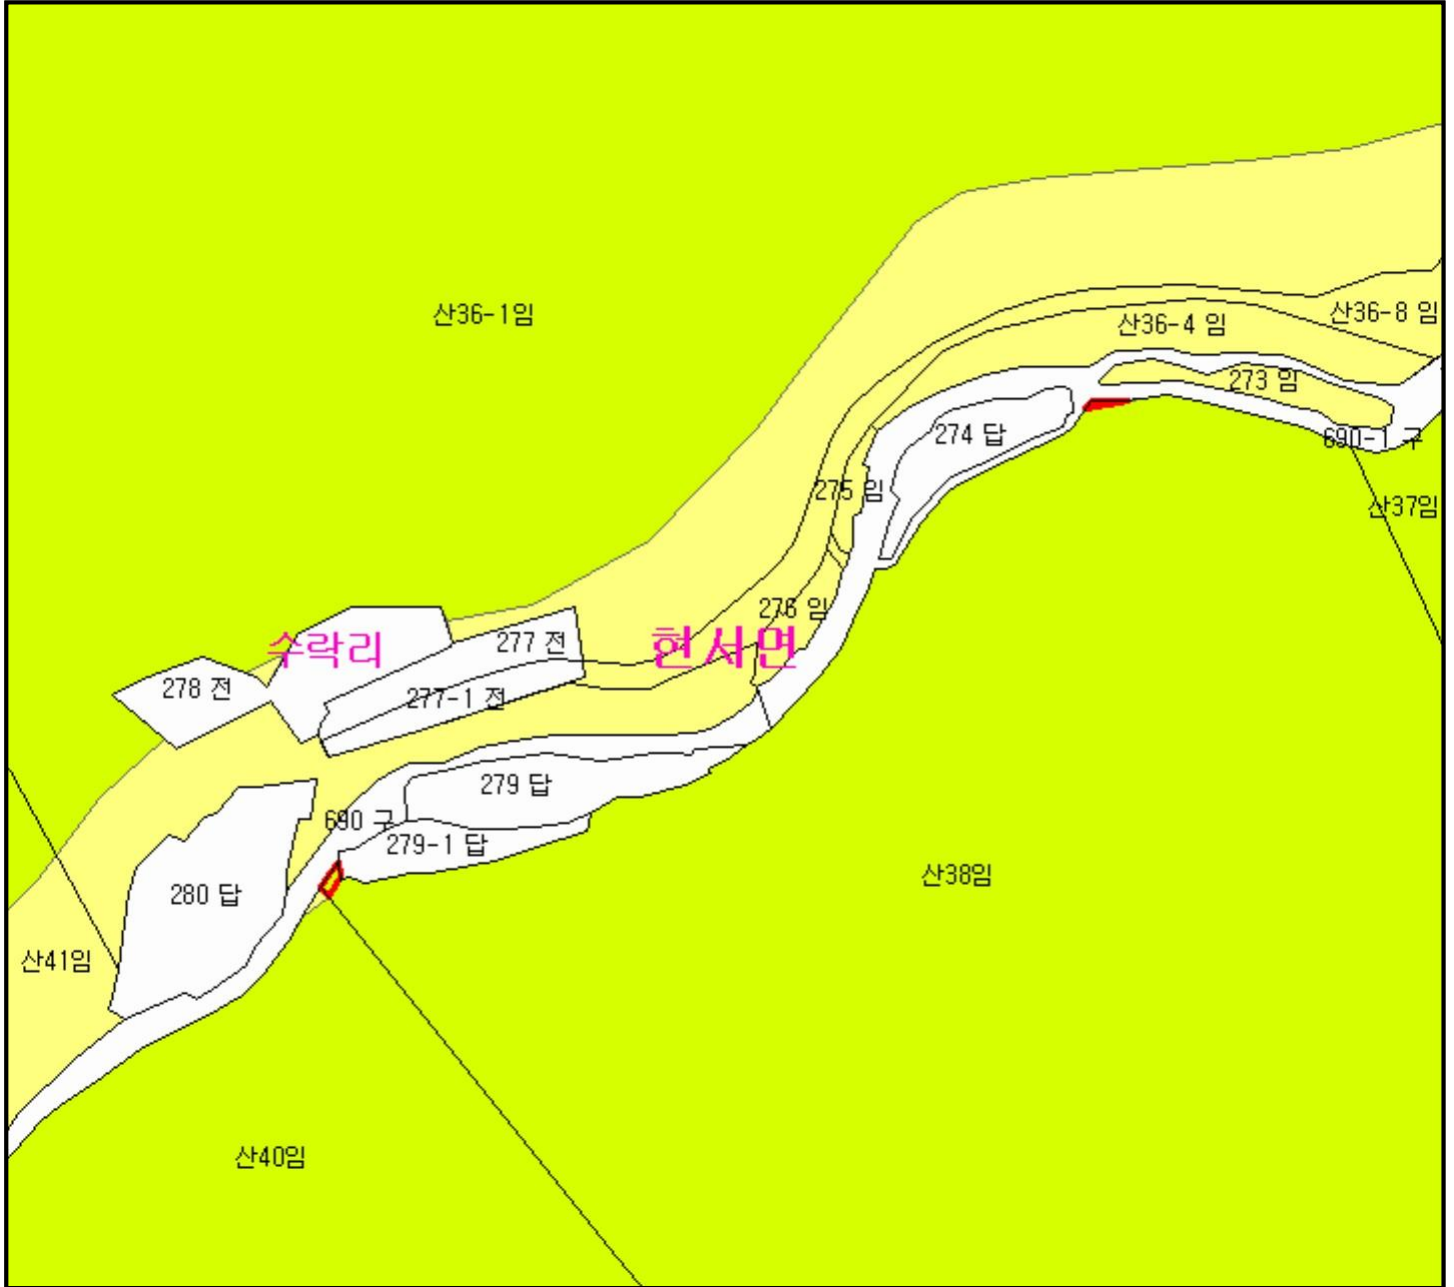 산36-1임
산36-8 임
산36-4 임
273 임
274 답
690-1 구
275 임
산37임
276 임
277 전
수락리
현서면
278 전
277-1 전
279 답
690 구
279-1 답
산38임
280 답
산41임
산40임